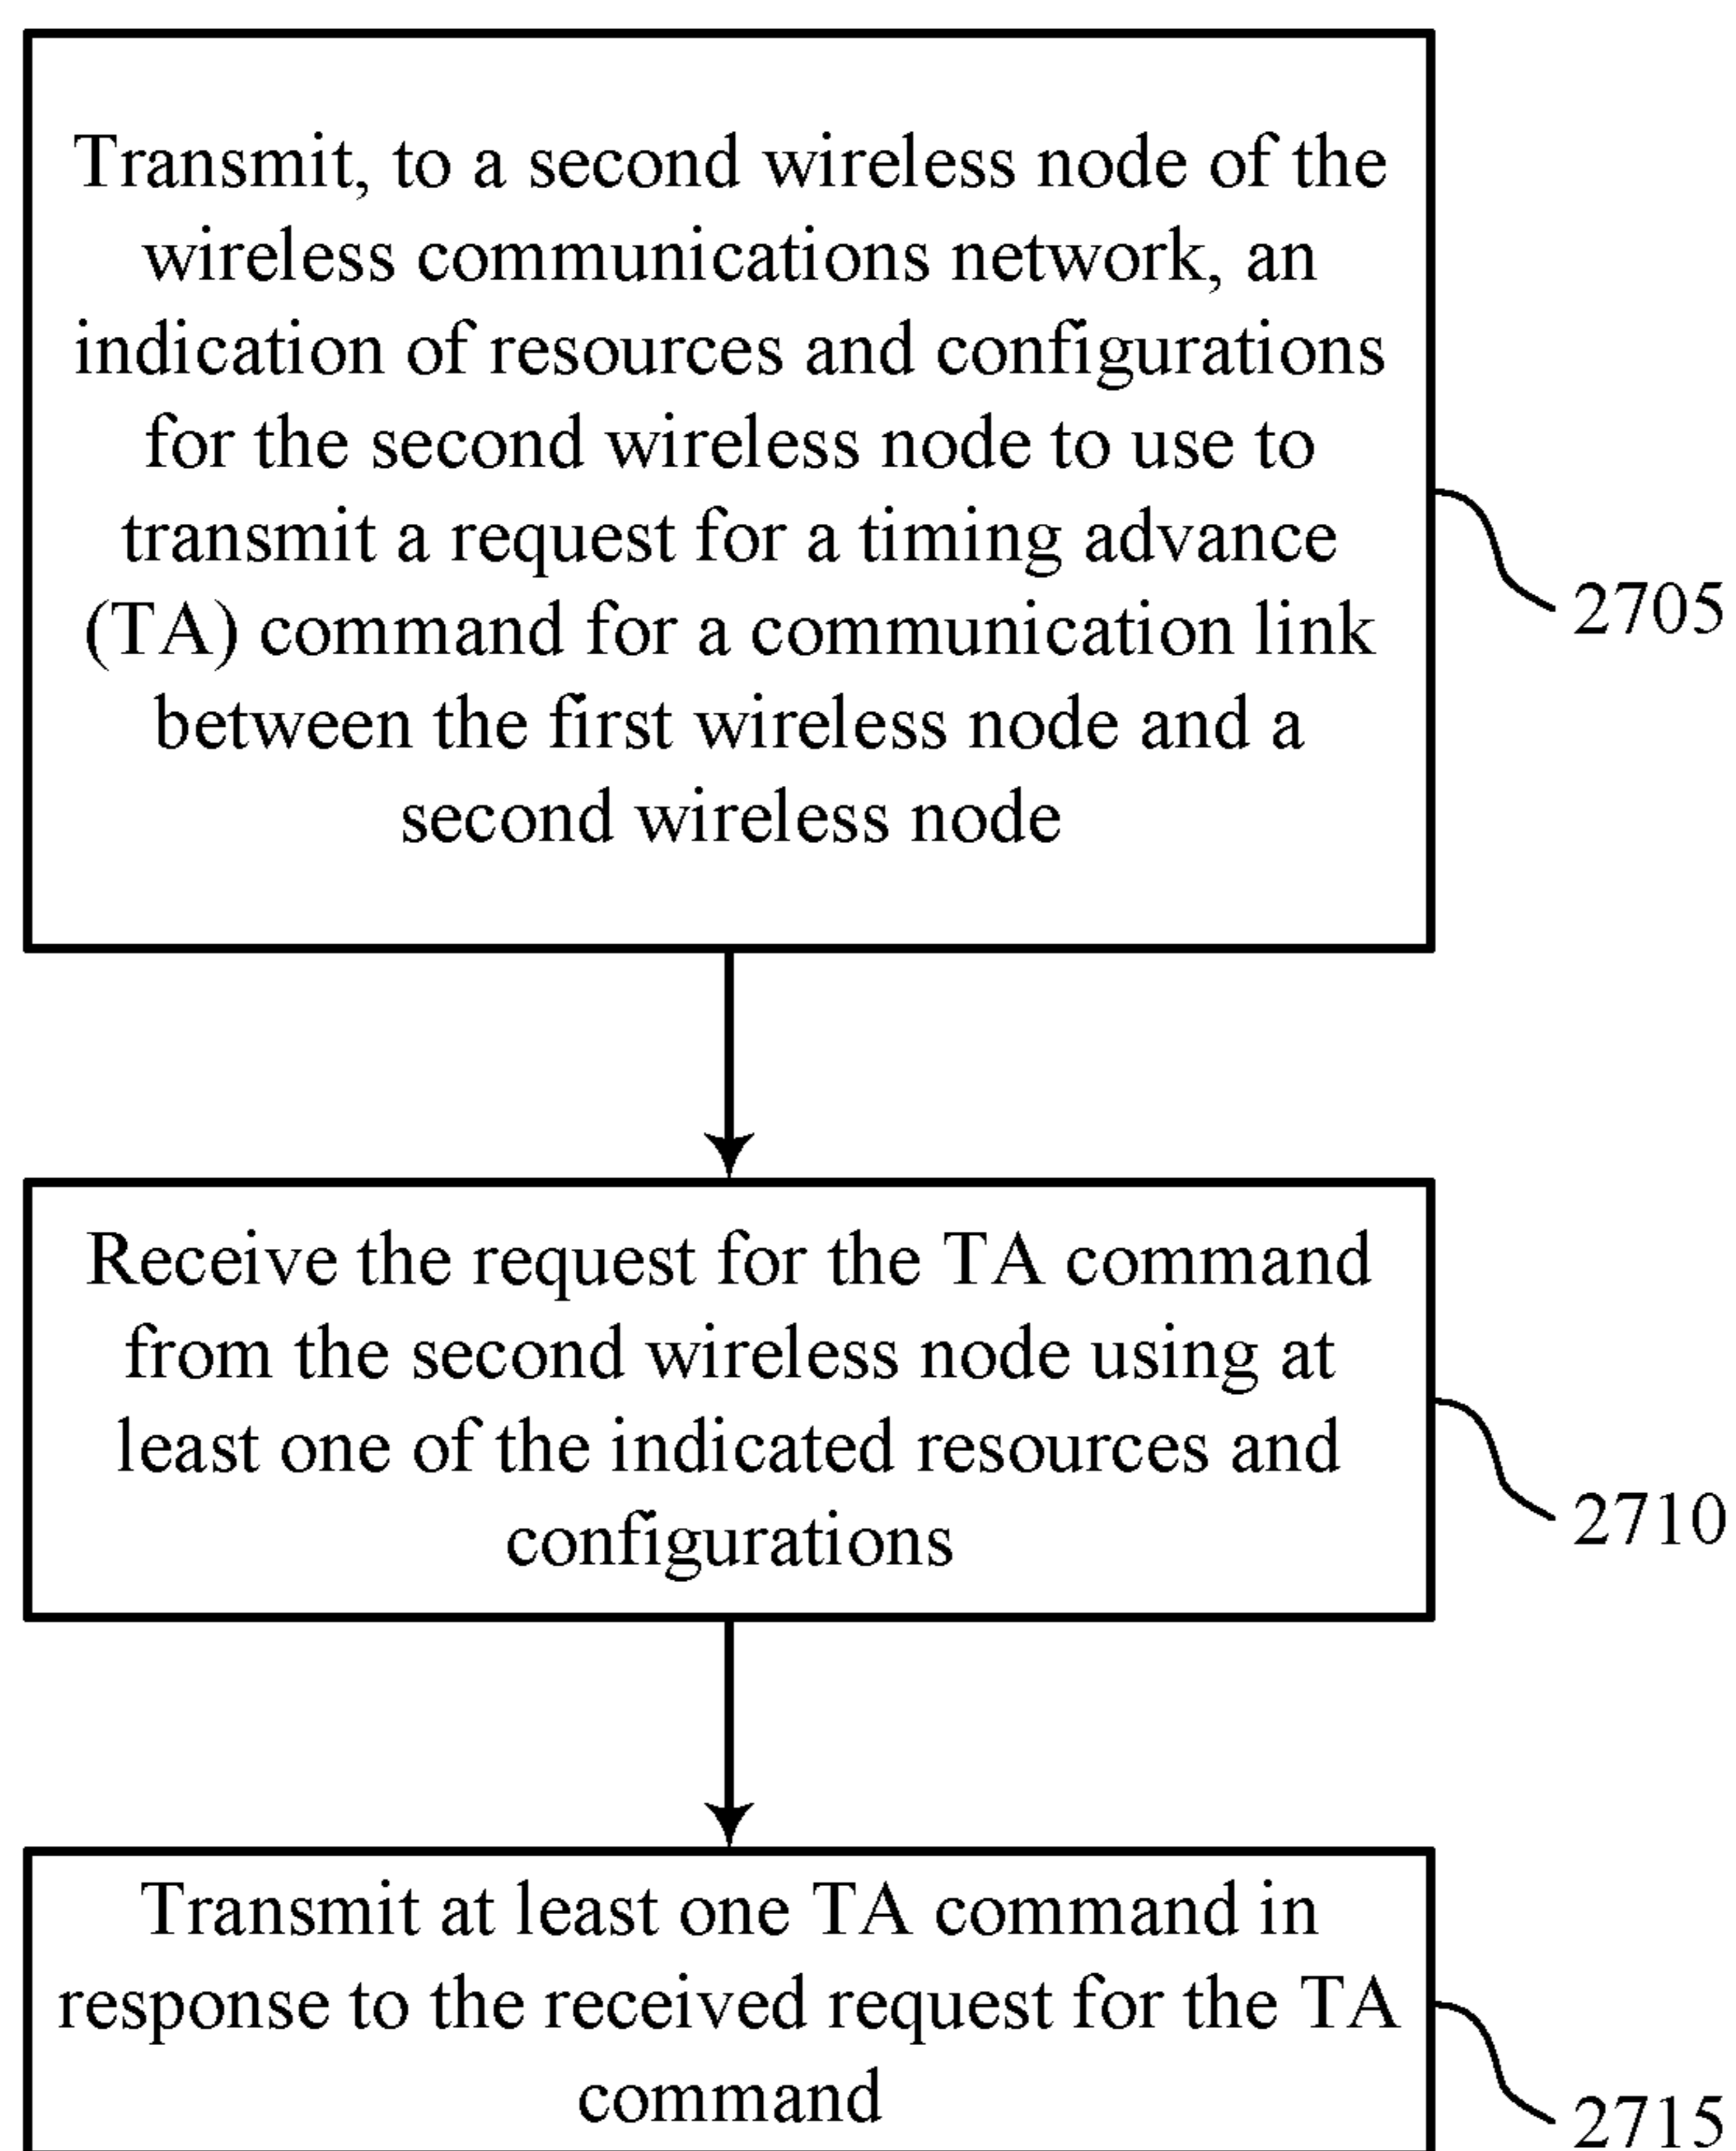 Transmit, to a second wireless node of the
wireless communications network, an
indication of resources and configurations
for the second wireless node to use to
transmit a request for a timing advance
(TA) command for a communication link
between the first wireless node and a
second wireless node
2705
Receive the request for the TA command
from the second wireless node using at
least one of the indicated resources and
configurations
2710
Transmit at least one TA command in
response to the received request for the TA
command
2715